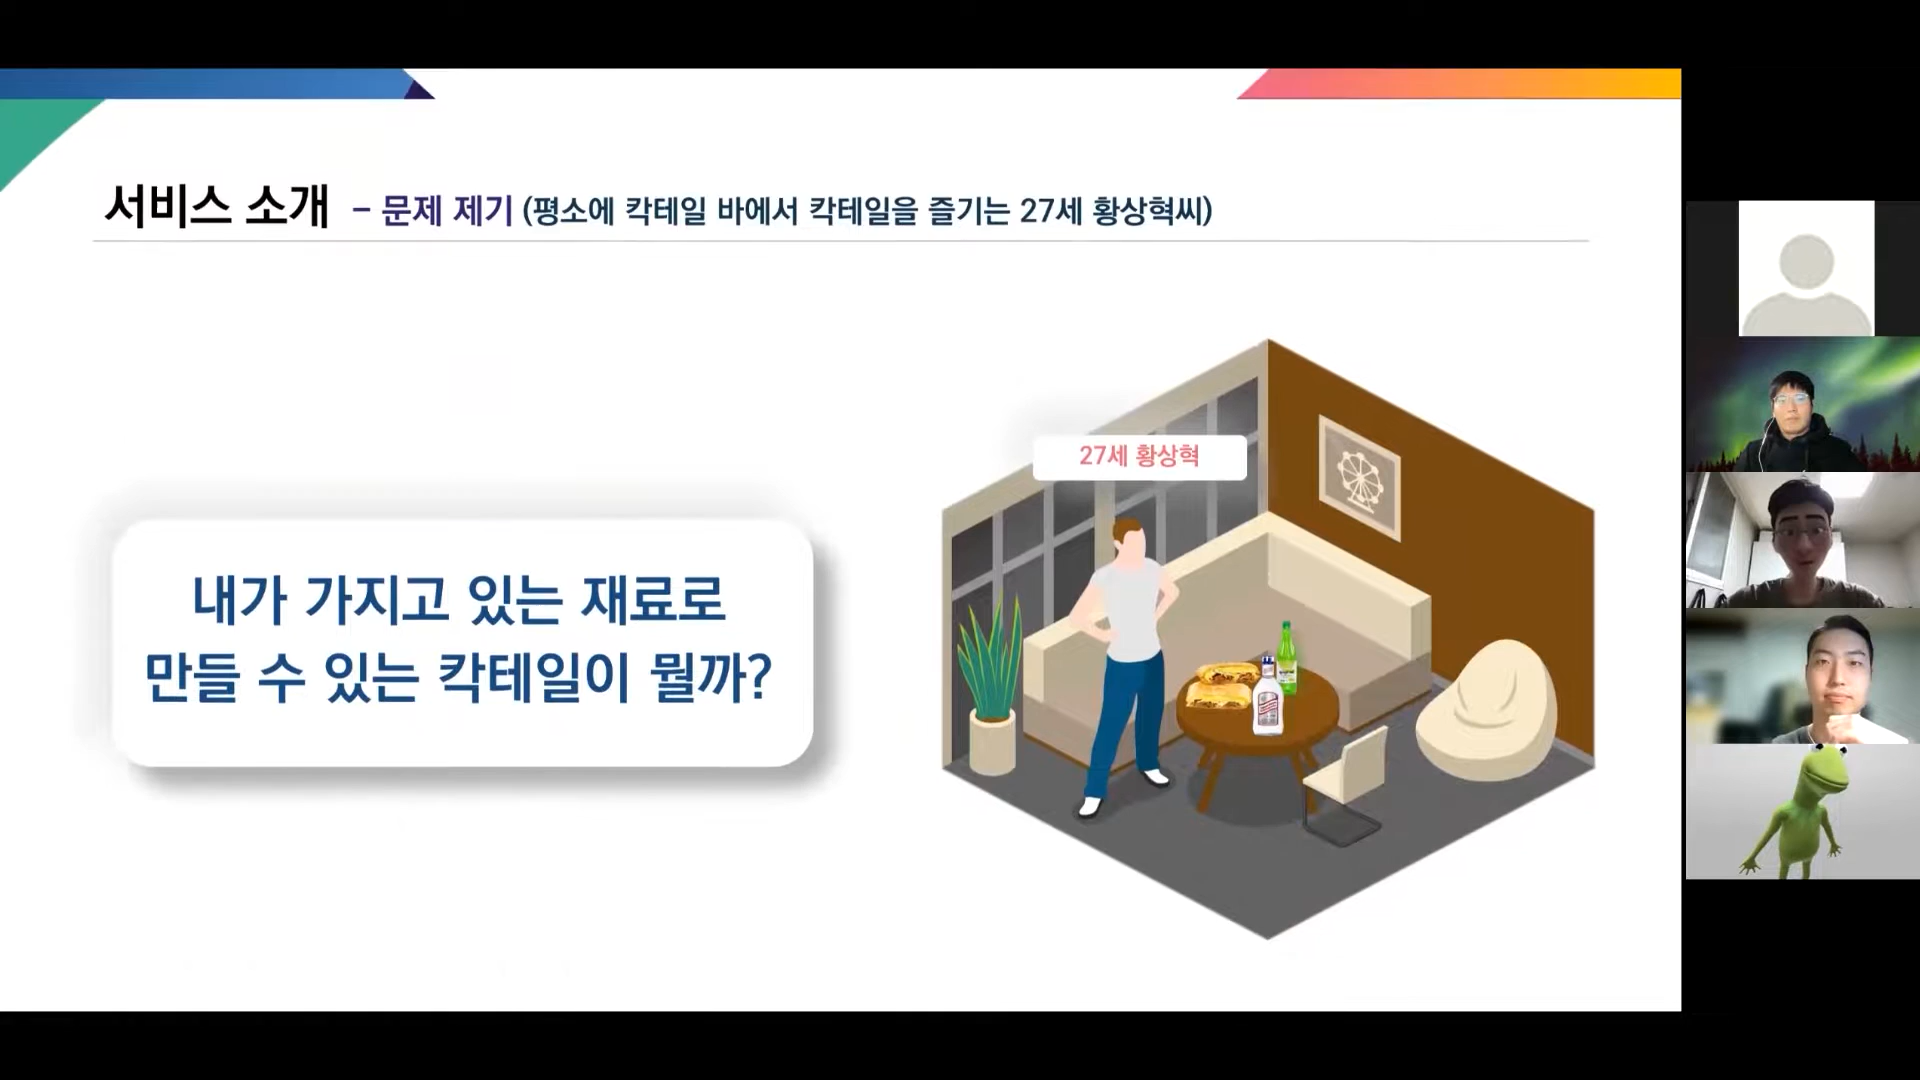 서비스 소개 – 문제 제기 (평소에 칵테일 바에서 칵테일을 즐기는 27세 황상혁씨)
27세 황상혁
내가 가지고 있는 재료로
만들 수 있는 칵테일이 뭘까?